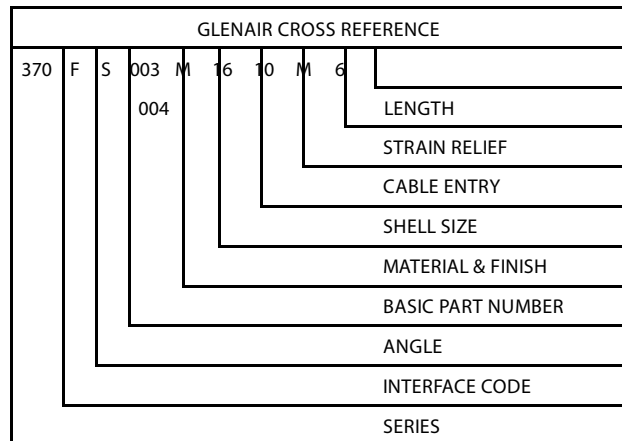 GLENAIR CROSS REFERENCE
370 F S 003 M 16 10 M 6
004
LENGTH
STRAIN RELIEF
CABLE ENTRY
SHELL SIZE
MATERIAL & FINISH
BASIC PART NUMBER
ANGLE
INTERFACE CODE
SERIES